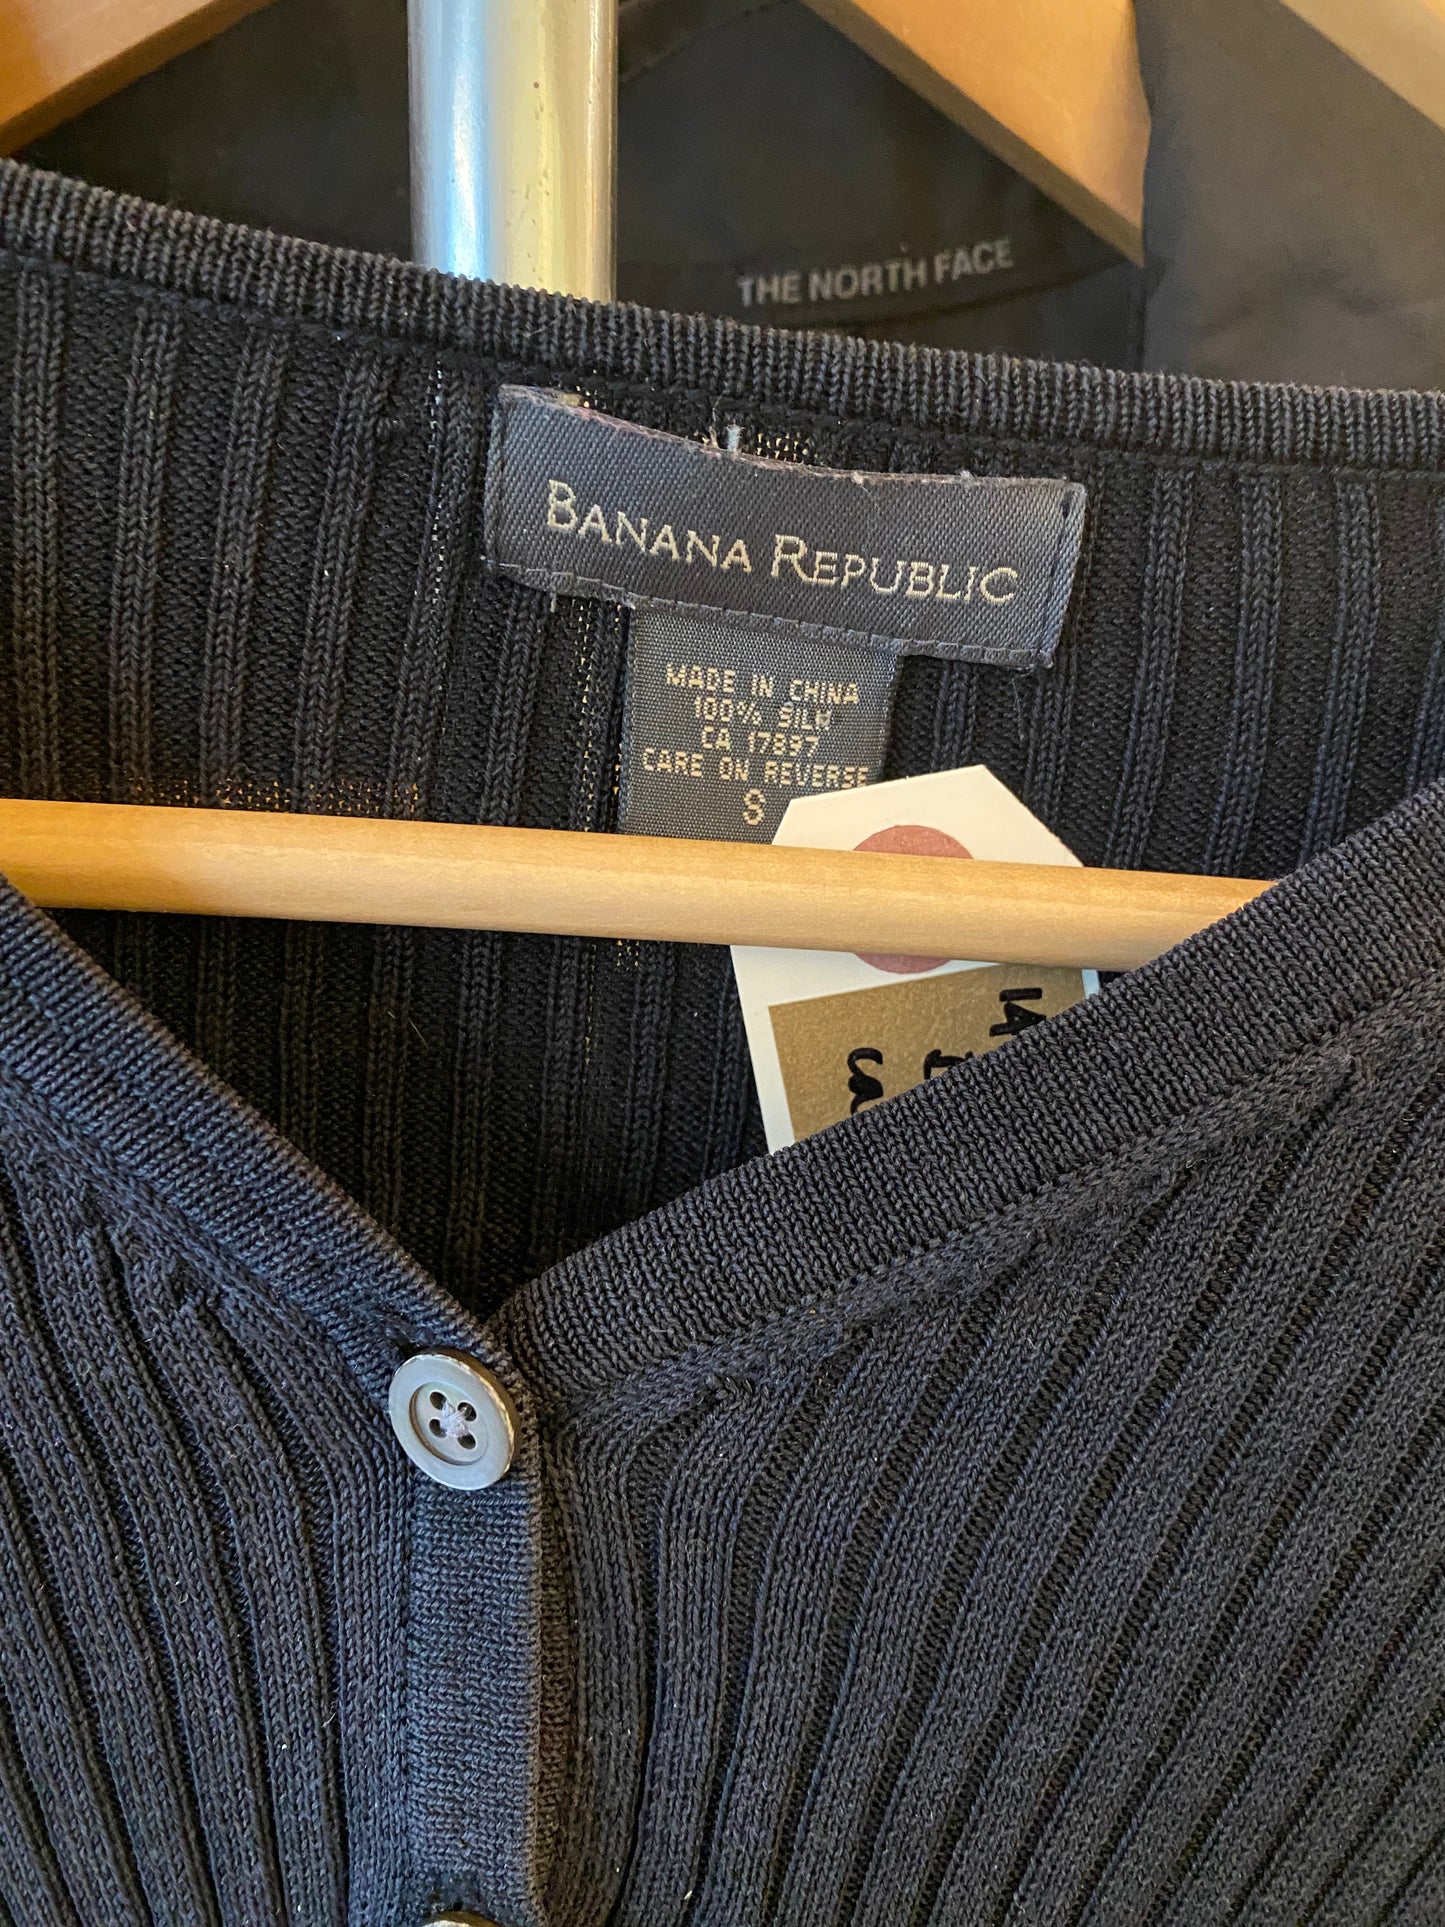 THE NORTH FACE
BANANA REPUBLIC
MADE IN CHINA
100% SILK
CA 17897
CARE ON REVERSE
S